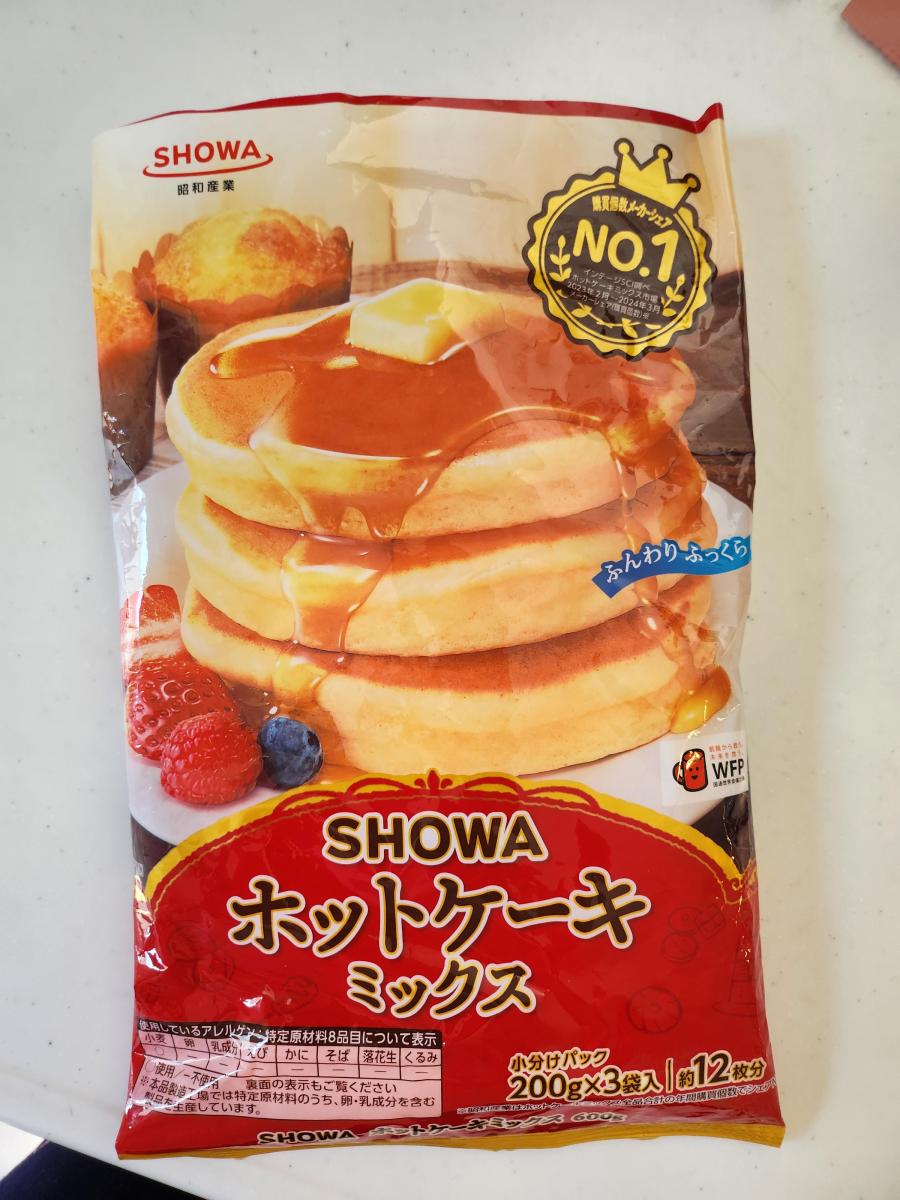 SHOWA
昭和産業
購買個数メーカーシェア
NO.1
インテージSCI調べ
ホットケーキミックス市場
2023年2月~2024年3月
メーカーシェア(購買個数)※
ふんわり ふっくら
WFP
SHOWA
ホットケーキ
ミックス
使用しているアレルゲン:特定原材料8品目について表示
小麦 卵 乳成分 えび かに そば 落花生 くるみ
○ – – – – – – –
○使用 –不使用 裏面の表示もご覧ください
※本品製造工場では特定原材料のうち、卵・乳成分を含む
製品を生産しています。
小分けパック
200g×3袋入 約12枚分
SHOWA ホットケーキミックス 600g